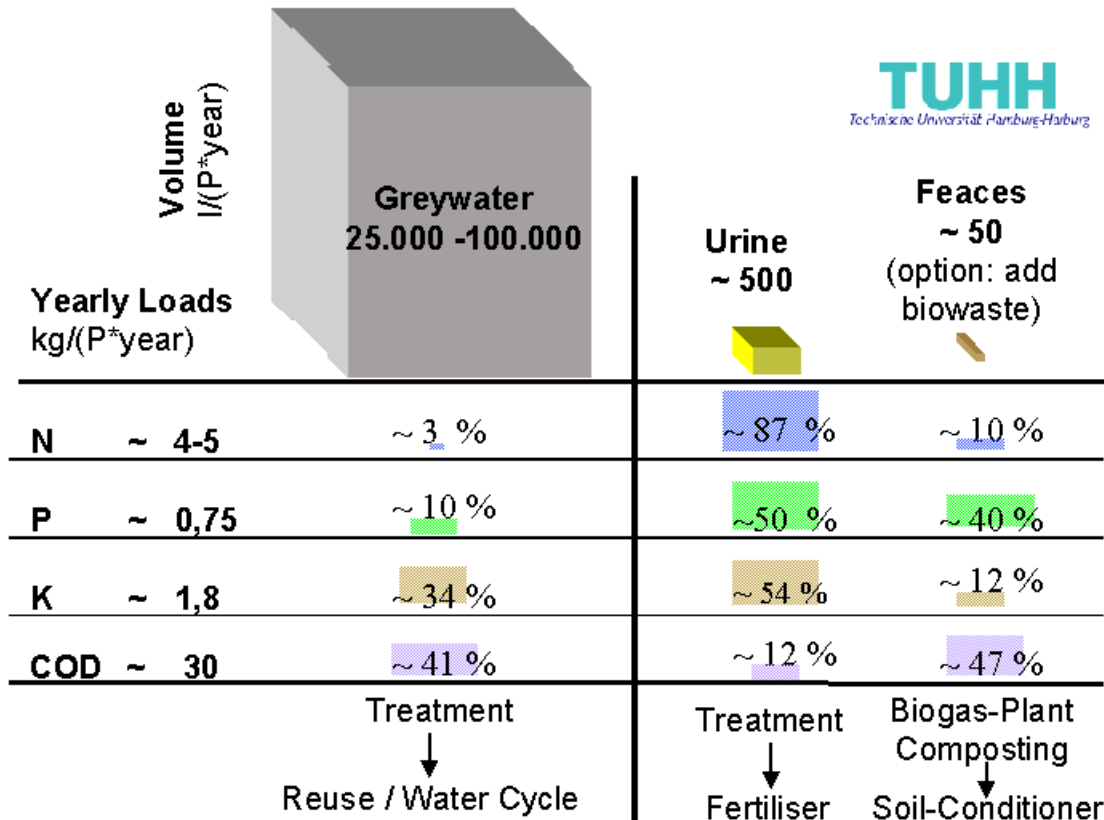 Volume
l/(P*year)
TUHH
Technische Universität Hamburg-Harburg
Greywater
25.000 -100.000
Urine
~ 500
Feaces
~ 50
(option: add
biowaste)
Yearly Loads
kg/(P*year)
N ~ 4-5 ~ 3 % ~ 87 % ~ 10 %
P ~ 0,75 ~ 10 % ~50 % ~ 40 %
K ~ 1,8 ~ 34 % ~ 54 % ~ 12 %
COD ~ 30 ~ 41 % ~ 12 % ~ 47 %
Treatment
Reuse / Water Cycle
Treatment
Fertiliser
Biogas-Plant
Composting
Soil-Conditioner